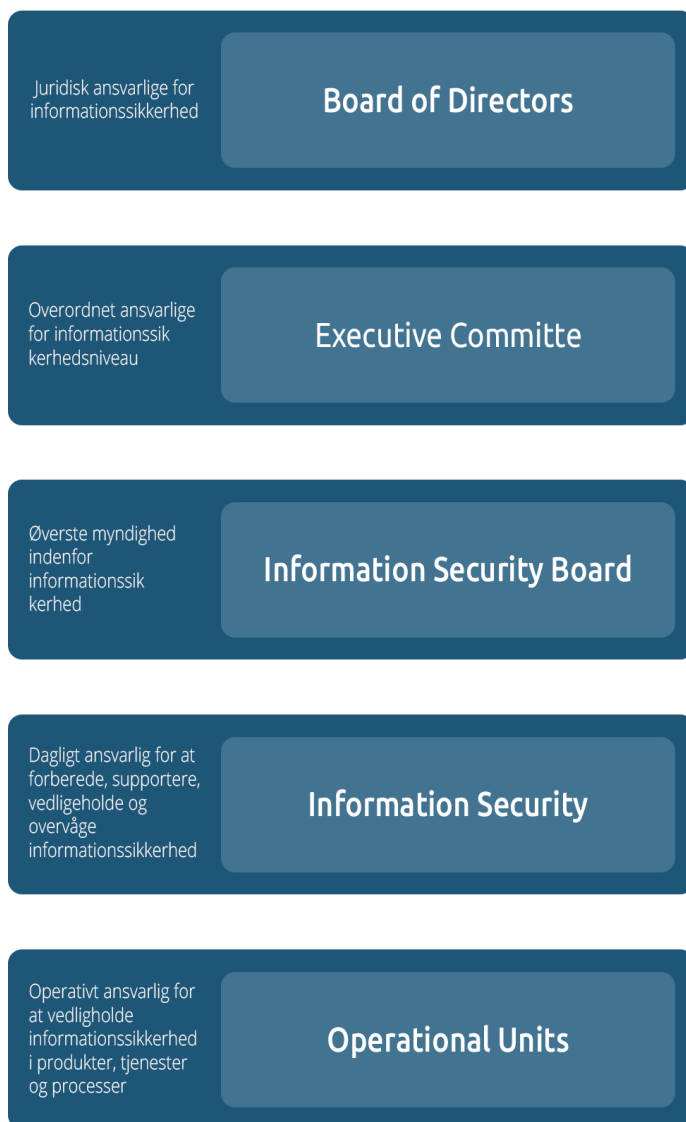 Juridisk ansvarlige for
informationssikkerhed
Board of Directors
Overordnet ansvarlige
for informationssik
kerhedsniveau
Executive Committe
Øverste myndighed
indenfor
informationssik
kerhed
Information Security Board
Dagligt ansvarlig for at
forberede, supportere,
vedligeholde og
overvåge
informationssikkerhed
Information Security
Operativt ansvarlig for
at vedligholde
informationssikkerhed
i produkter, tjenester
og processer
Operational Units